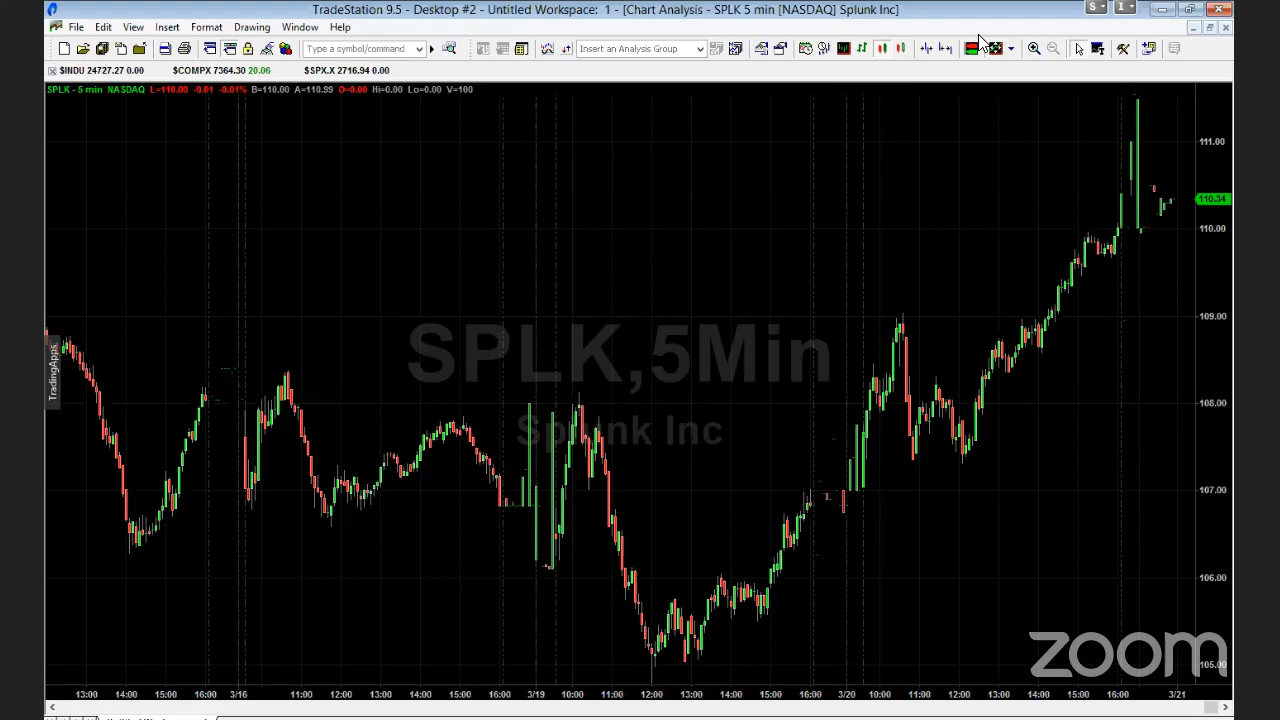 TradeStation 9.5 - Desktop #2 - Untitled Workspace: 1 - [Chart Analysis - SPLK 5 min [NASDAQ] Splunk Inc]
S I
File Edit View Insert Format Drawing Window Help
Type a symbol/command Insert an Analysis Group
$INDU 24727.27 0.00 $COMPX 7364.30 20.06 $SPX.X 2716.94 0.00
SPLK - 5 min NASDAQ L=110.00 -0.01 -0.01% B=110.00 A=110.99 O=0.00 Hi=0.00 Lo=0.00 V=100
111.00
110.34
110.00
109.00
TradingApps
SPLK,5Min
108.00
Splunk Inc
107.00
106.00
zoom
105.00
13:00 14:00 15:00 16:00 3/16 11:00 12:00 13:00 14:00 15:00 16:00 3/19 10:00 11:00 12:00 13:00 14:00 15:00 16:00 3/20 10:00 11:00 12:00 13:00 14:00 15:00 16:00 3/21